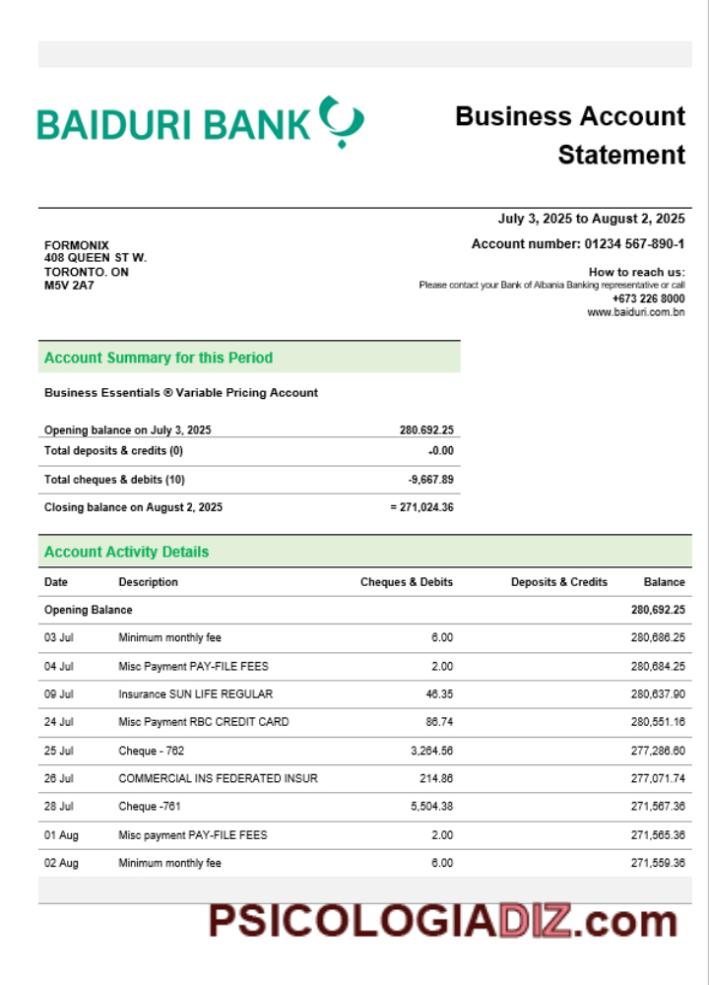 BAIDURI BANK
Business Account
Statement
July 3, 2025 to August 2, 2025
Account number: 01234 567-890-1
FORMONIX
408 QUEEN ST W.
TORONTO. ON
M5V 2A7
How to reach us:
Please contact your Bank of Albania Banking representative or call
+673 226 8000
www.baiduri.com.bn
Account Summary for this Period
Business Essentials ® Variable Pricing Account
Opening balance on July 3, 2025 280.692.25
Total deposits & credits (0) -0.00
Total cheques & debits (10) -9,667.89
Closing balance on August 2, 2025 = 271,024.36
Account Activity Details
Date Description Cheques & Debits Deposits & Credits Balance
Opening Balance 280,692.25
03 Jul Minimum monthly fee 6.00 280,686.25
04 Jul Misc Payment PAY-FILE FEES 2.00 280,684.25
09 Jul Insurance SUN LIFE REGULAR 46.35 280,637.90
24 Jul Misc Payment RBC CREDIT CARD 86.74 280,551.16
25 Jul Cheque - 762 3,264.56 277,286.60
26 Jul COMMERCIAL INS FEDERATED INSUR 214.86 277,071.74
28 Jul Cheque -761 5,504.38 271,567.36
01 Aug Misc payment PAY-FILE FEES 2.00 271,565.36
02 Aug Minimum monthly fee 6.00 271,559.36
PSICOLOGIADIZ.com